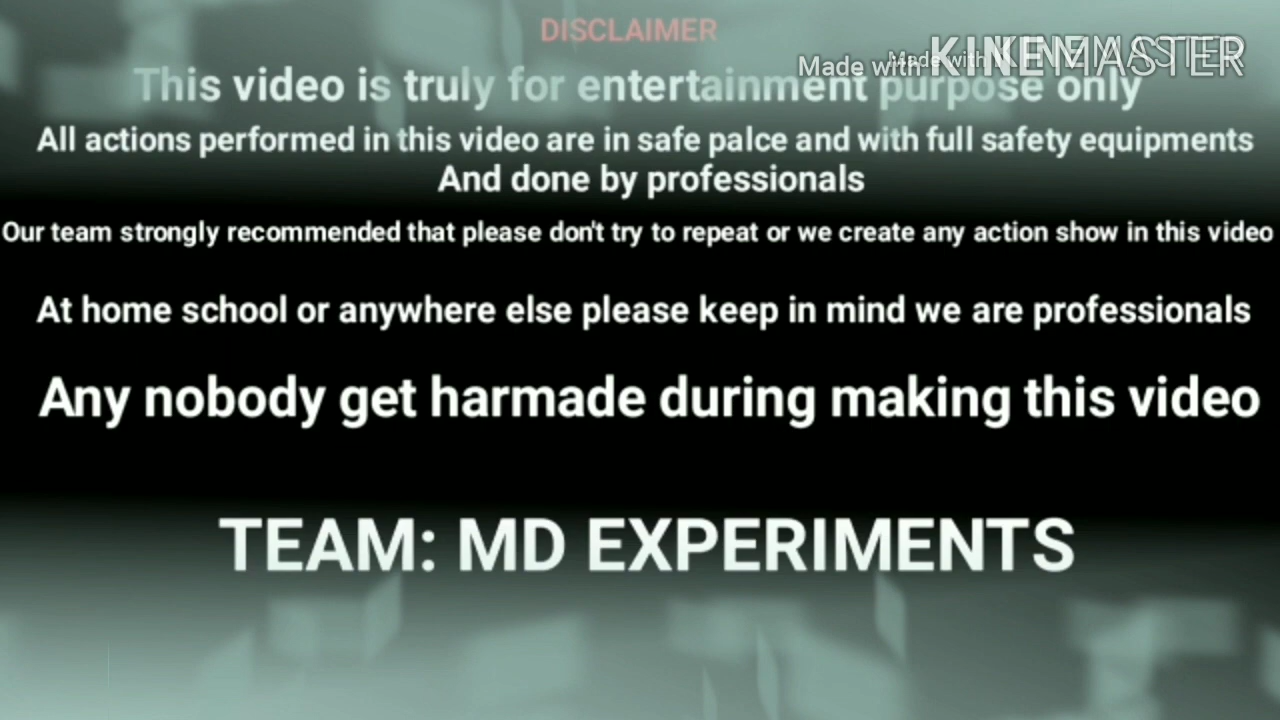 DISCLAIMER
Made with KINEMASTER
Made with KINEMASTER
This video is truly for entertainment purpose only
All actions performed in this video are in safe palce and with full safety equipments
And done by professionals
Our team strongly recommended that please don't try to repeat or we create any action show in this video
At home school or anywhere else please keep in mind we are professionals
Any nobody get harmade during making this video
TEAM: MD EXPERIMENTS